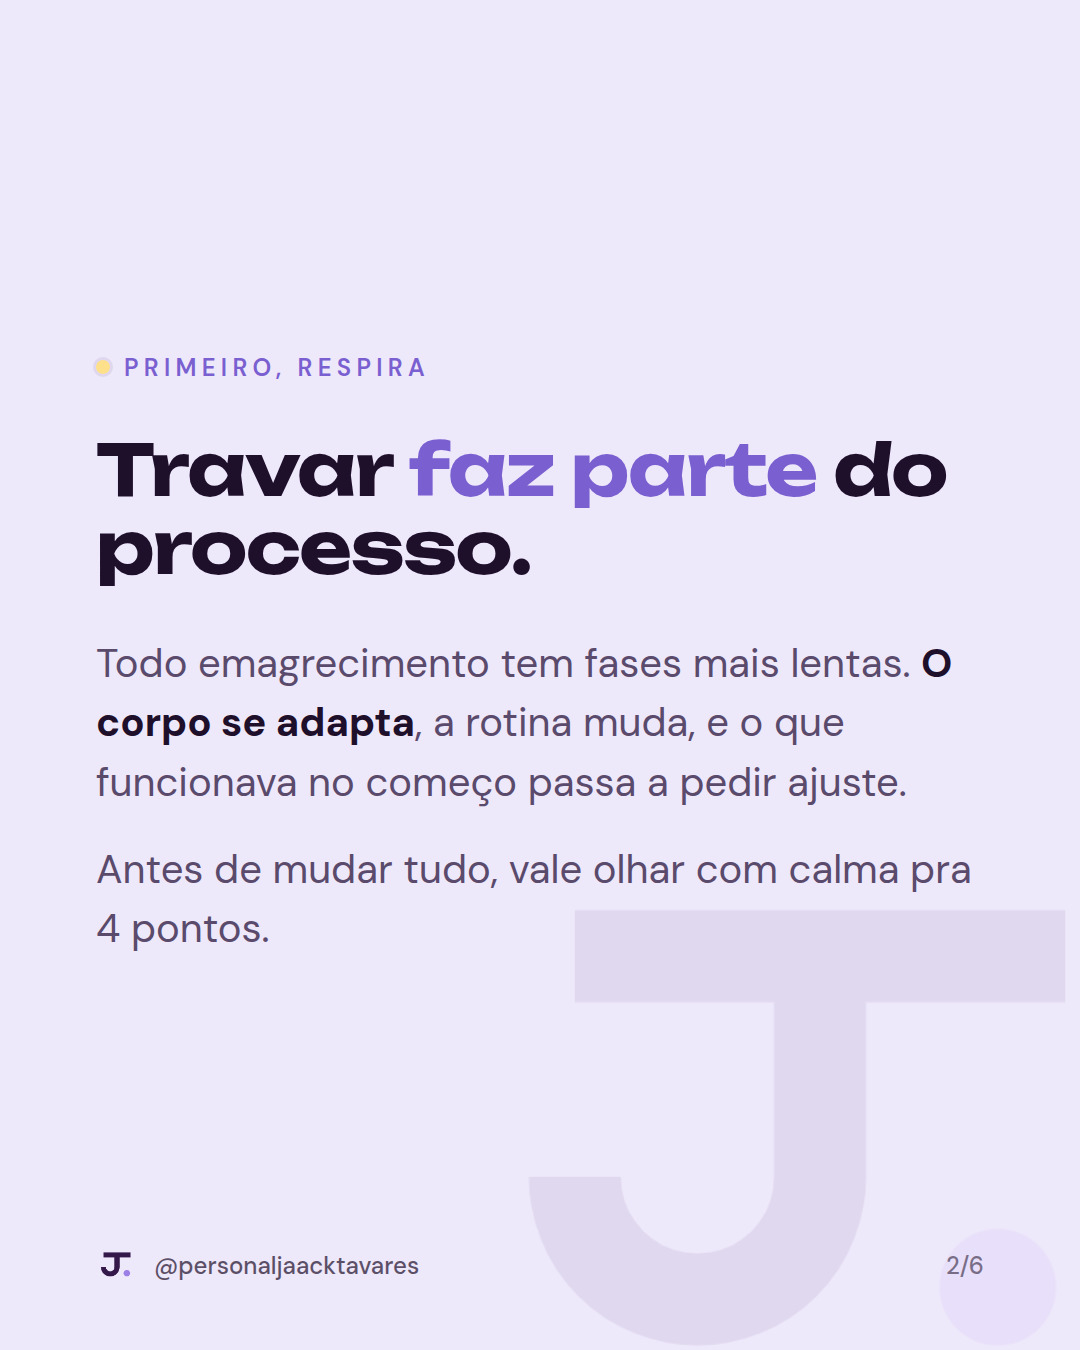 PRIMEIRO, RESPIRA
Travar faz parte do
processo.
Todo emagrecimento tem fases mais lentas. O
corpo se adapta, a rotina muda, e o que
funcionava no começo passa a pedir ajuste.
Antes de mudar tudo, vale olhar com calma pra
4 pontos.
J.
@personaljaacktavares
2/6